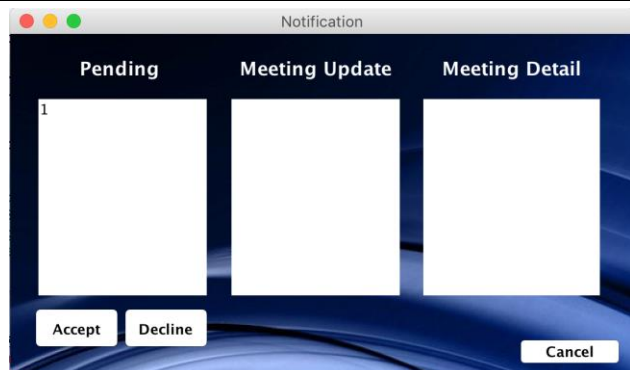 Notification
Pending
Meeting Update
Meeting Detail
1
Accept
Decline
Cancel